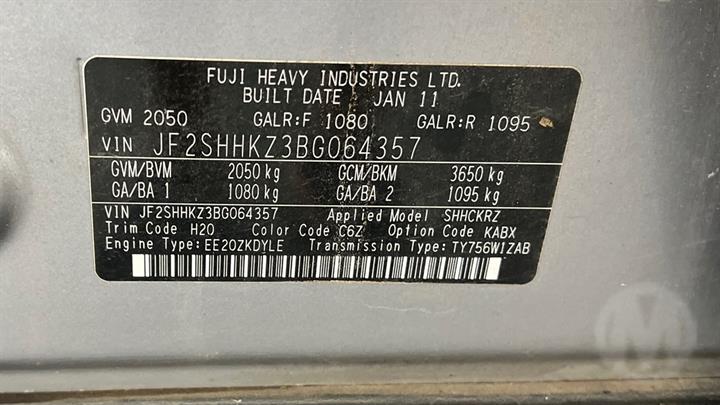 FUJI HEAVY INDUSTRIES LTD.
BUILT DATE JAN 11
GVM 2050 GALR:F 1080 GALR:R 1095
VIN JF2SHHKZ3BG064357
GVM/BVM 2050 kg GCM/BKM 3650 kg
GA/BA 1 1080 kg GA/BA 2 1095 kg
VIN JF2SHHKZ3BG064357 Applied Model SHHCKRZ
Trim Code H20 Color Code C6Z Option Code KABX
Engine Type:EE20ZKDYLE Transmission Type:TY756W1ZAB
M